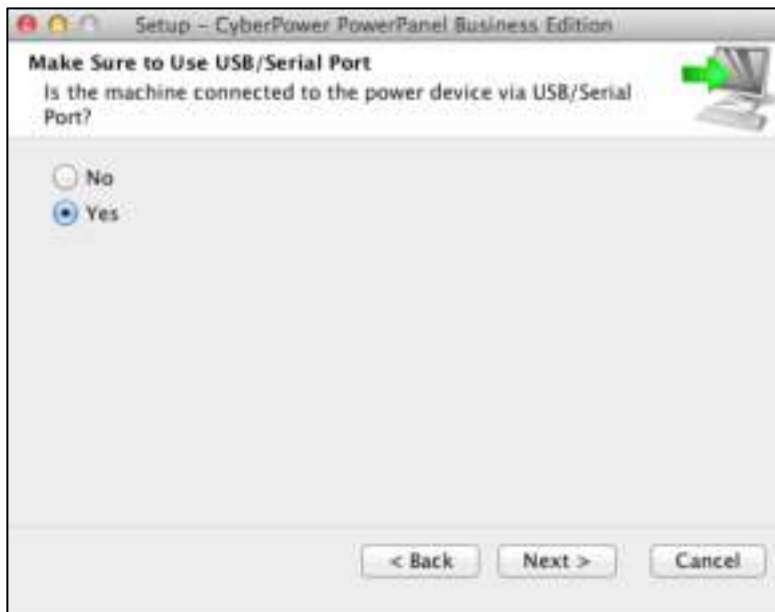 Setup – CyberPower PowerPanel Business Edition
Make Sure to Use USB/Serial Port
Is the machine connected to the power device via USB/Serial
Port?
No
Yes
< Back
Next >
Cancel